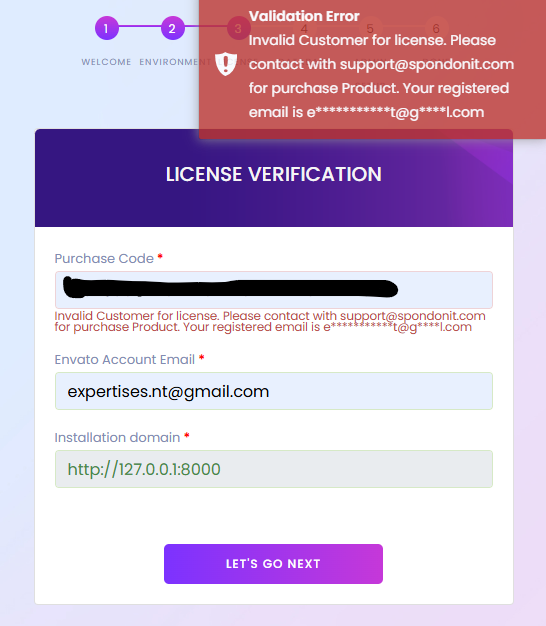 Validation Error
Invalid Customer for license. Please
contact with support@spondonit.com
for purchase Product. Your registered
email is e***********t@g****l.com
1 2 3 4 5 6
WELCOME ENVIRONMENT
LICENSE VERIFICATION
Purchase Code *
Invalid Customer for license. Please contact with support@spondonit.com
for purchase Product. Your registered email is e***********t@g****l.com
Envato Account Email *
expertises.nt@gmail.com
Installation domain *
http://127.0.0.1:8000
LET'S GO NEXT